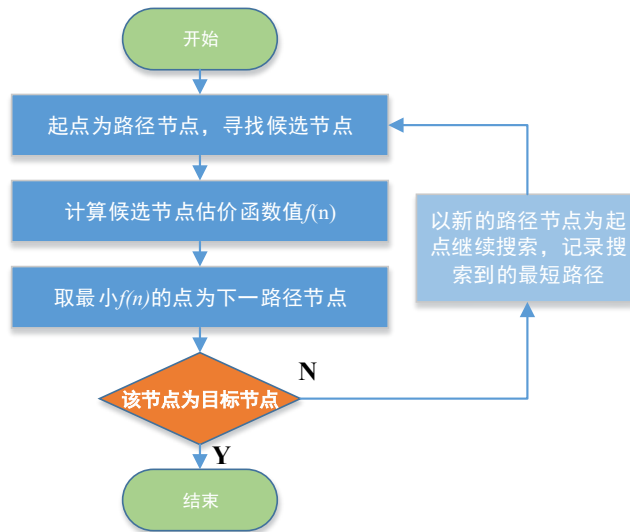 开始
起点为路径节点，寻找候选节点
计算候选节点估价函数值f(n)
以新的路径节点为起
点继续搜索，记录搜
索到的最短路径
取最小f(n)的点为下一路径节点
该节点为目标节点
N
Y
结束